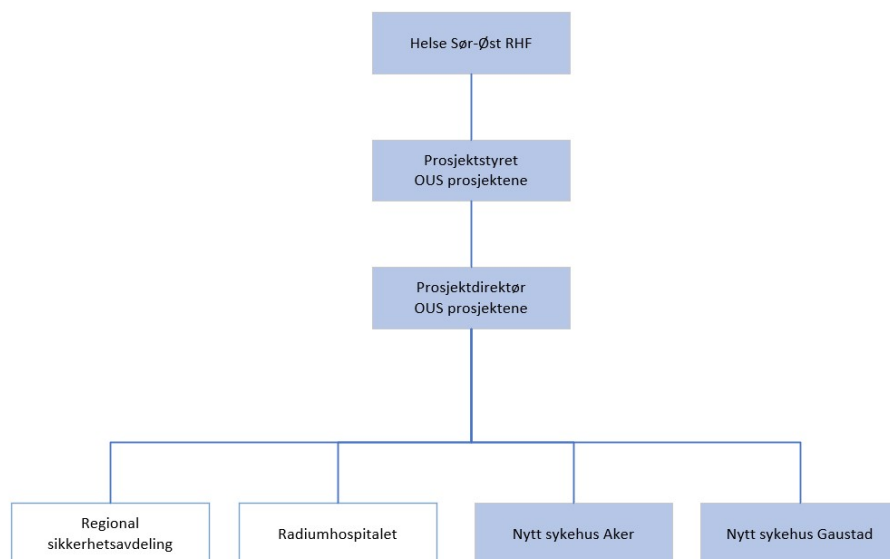 Helse Sør-Øst RHF
Prosjektstyret
OUS prosjektene
Prosjektdirektør
OUS prosjektene
Regional
sikkerhetsavdeling
Radiumhospitalet
Nytt sykehus Aker
Nytt sykehus Gaustad